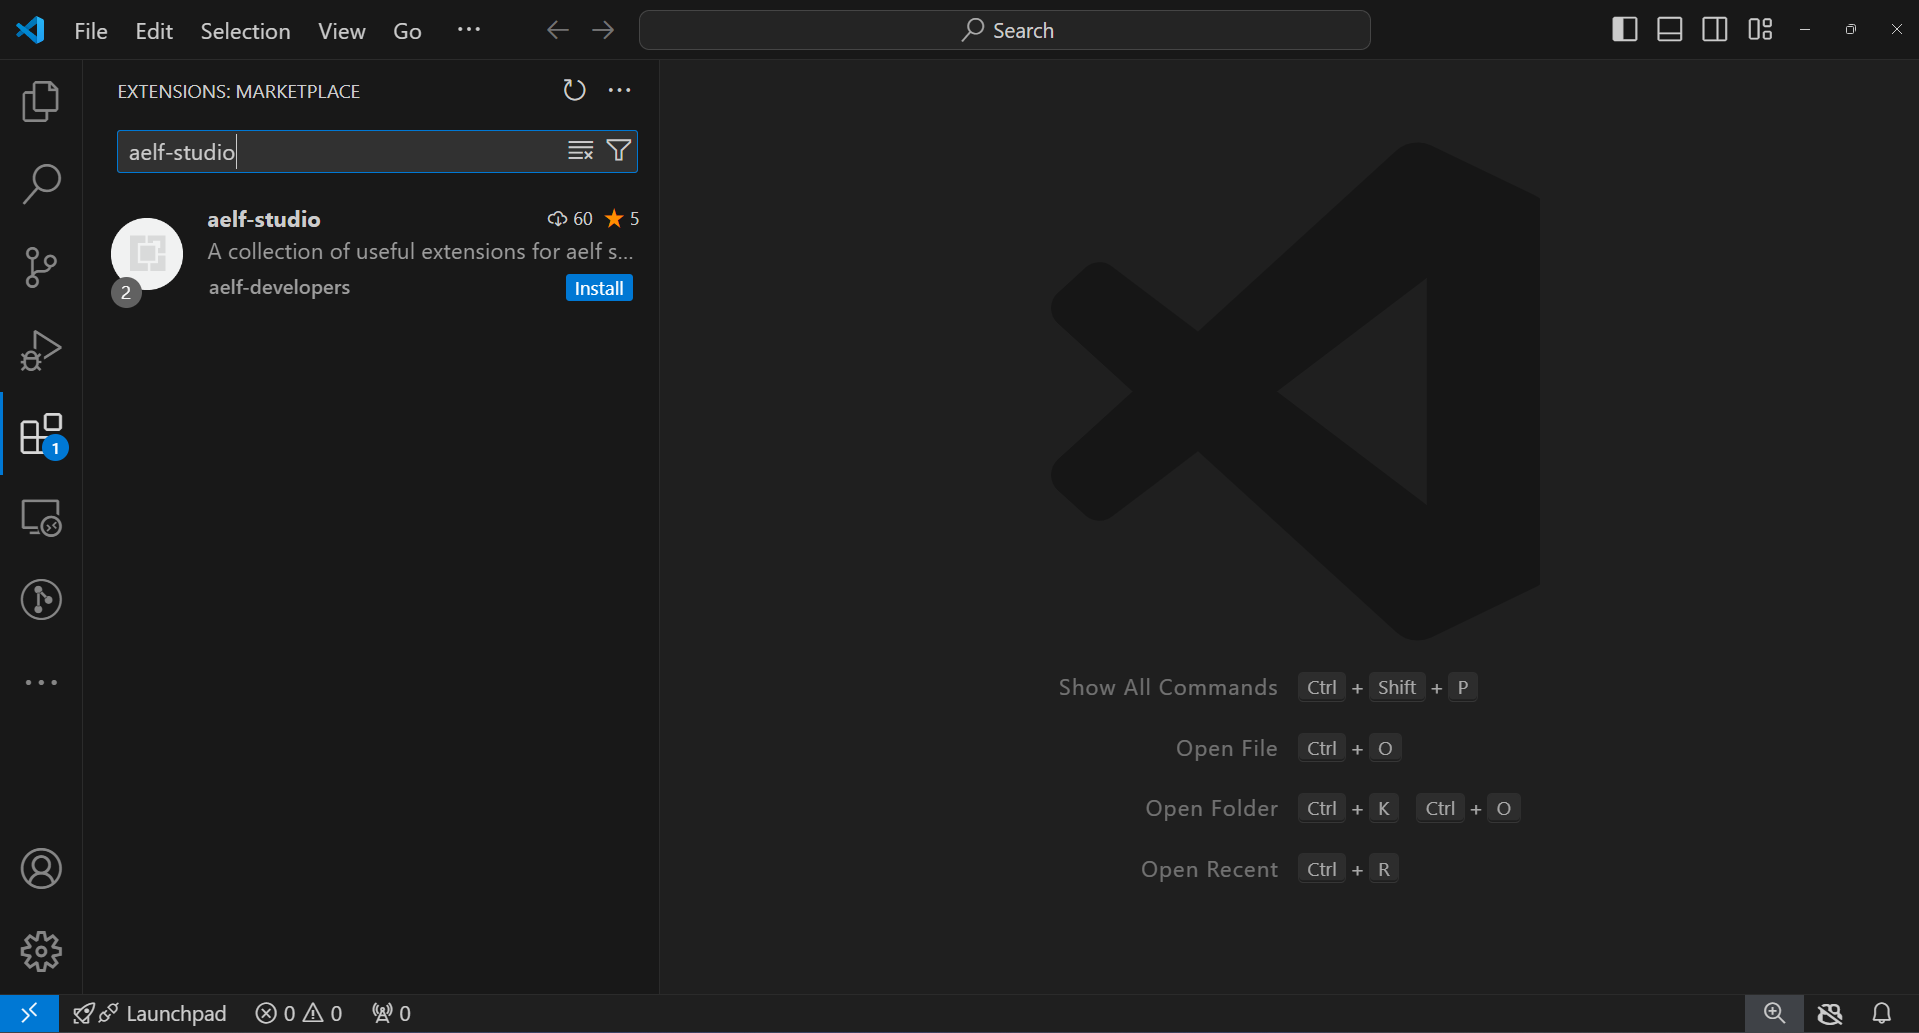 File Edit Selection View Go ··· Search
EXTENSIONS: MARKETPLACE
aelf-studio
aelf-studio 60 5
A collection of useful extensions for aelf s...
aelf-developers Install
2
1
Show All Commands Ctrl + Shift + P
Open File Ctrl + O
Open Folder Ctrl + K Ctrl + O
Open Recent Ctrl + R
Launchpad 0 0 0